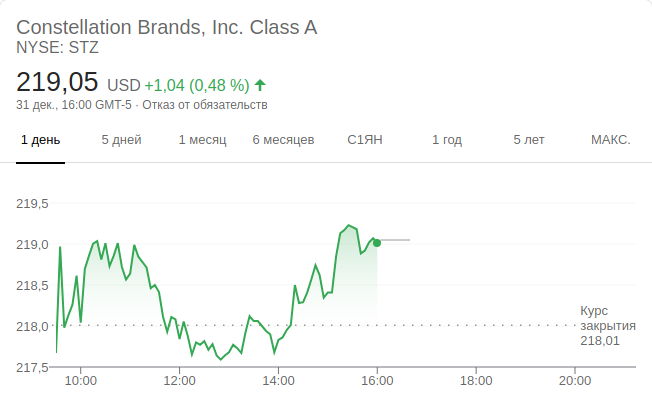 Constellation Brands, Inc. Class A
NYSE: STZ
219,05 USD +1,04 (0,48 %)
31 дек., 16:00 GMT-5 · Отказ от обязательств
1 день 5 дней 1 месяц 6 месяцев С1ЯН 1 год 5 лет МАКС.
219,5
219,0
218,5
218,0
217,5
Курс
закрытия
218,01
10:00 12:00 14:00 16:00 18:00 20:00